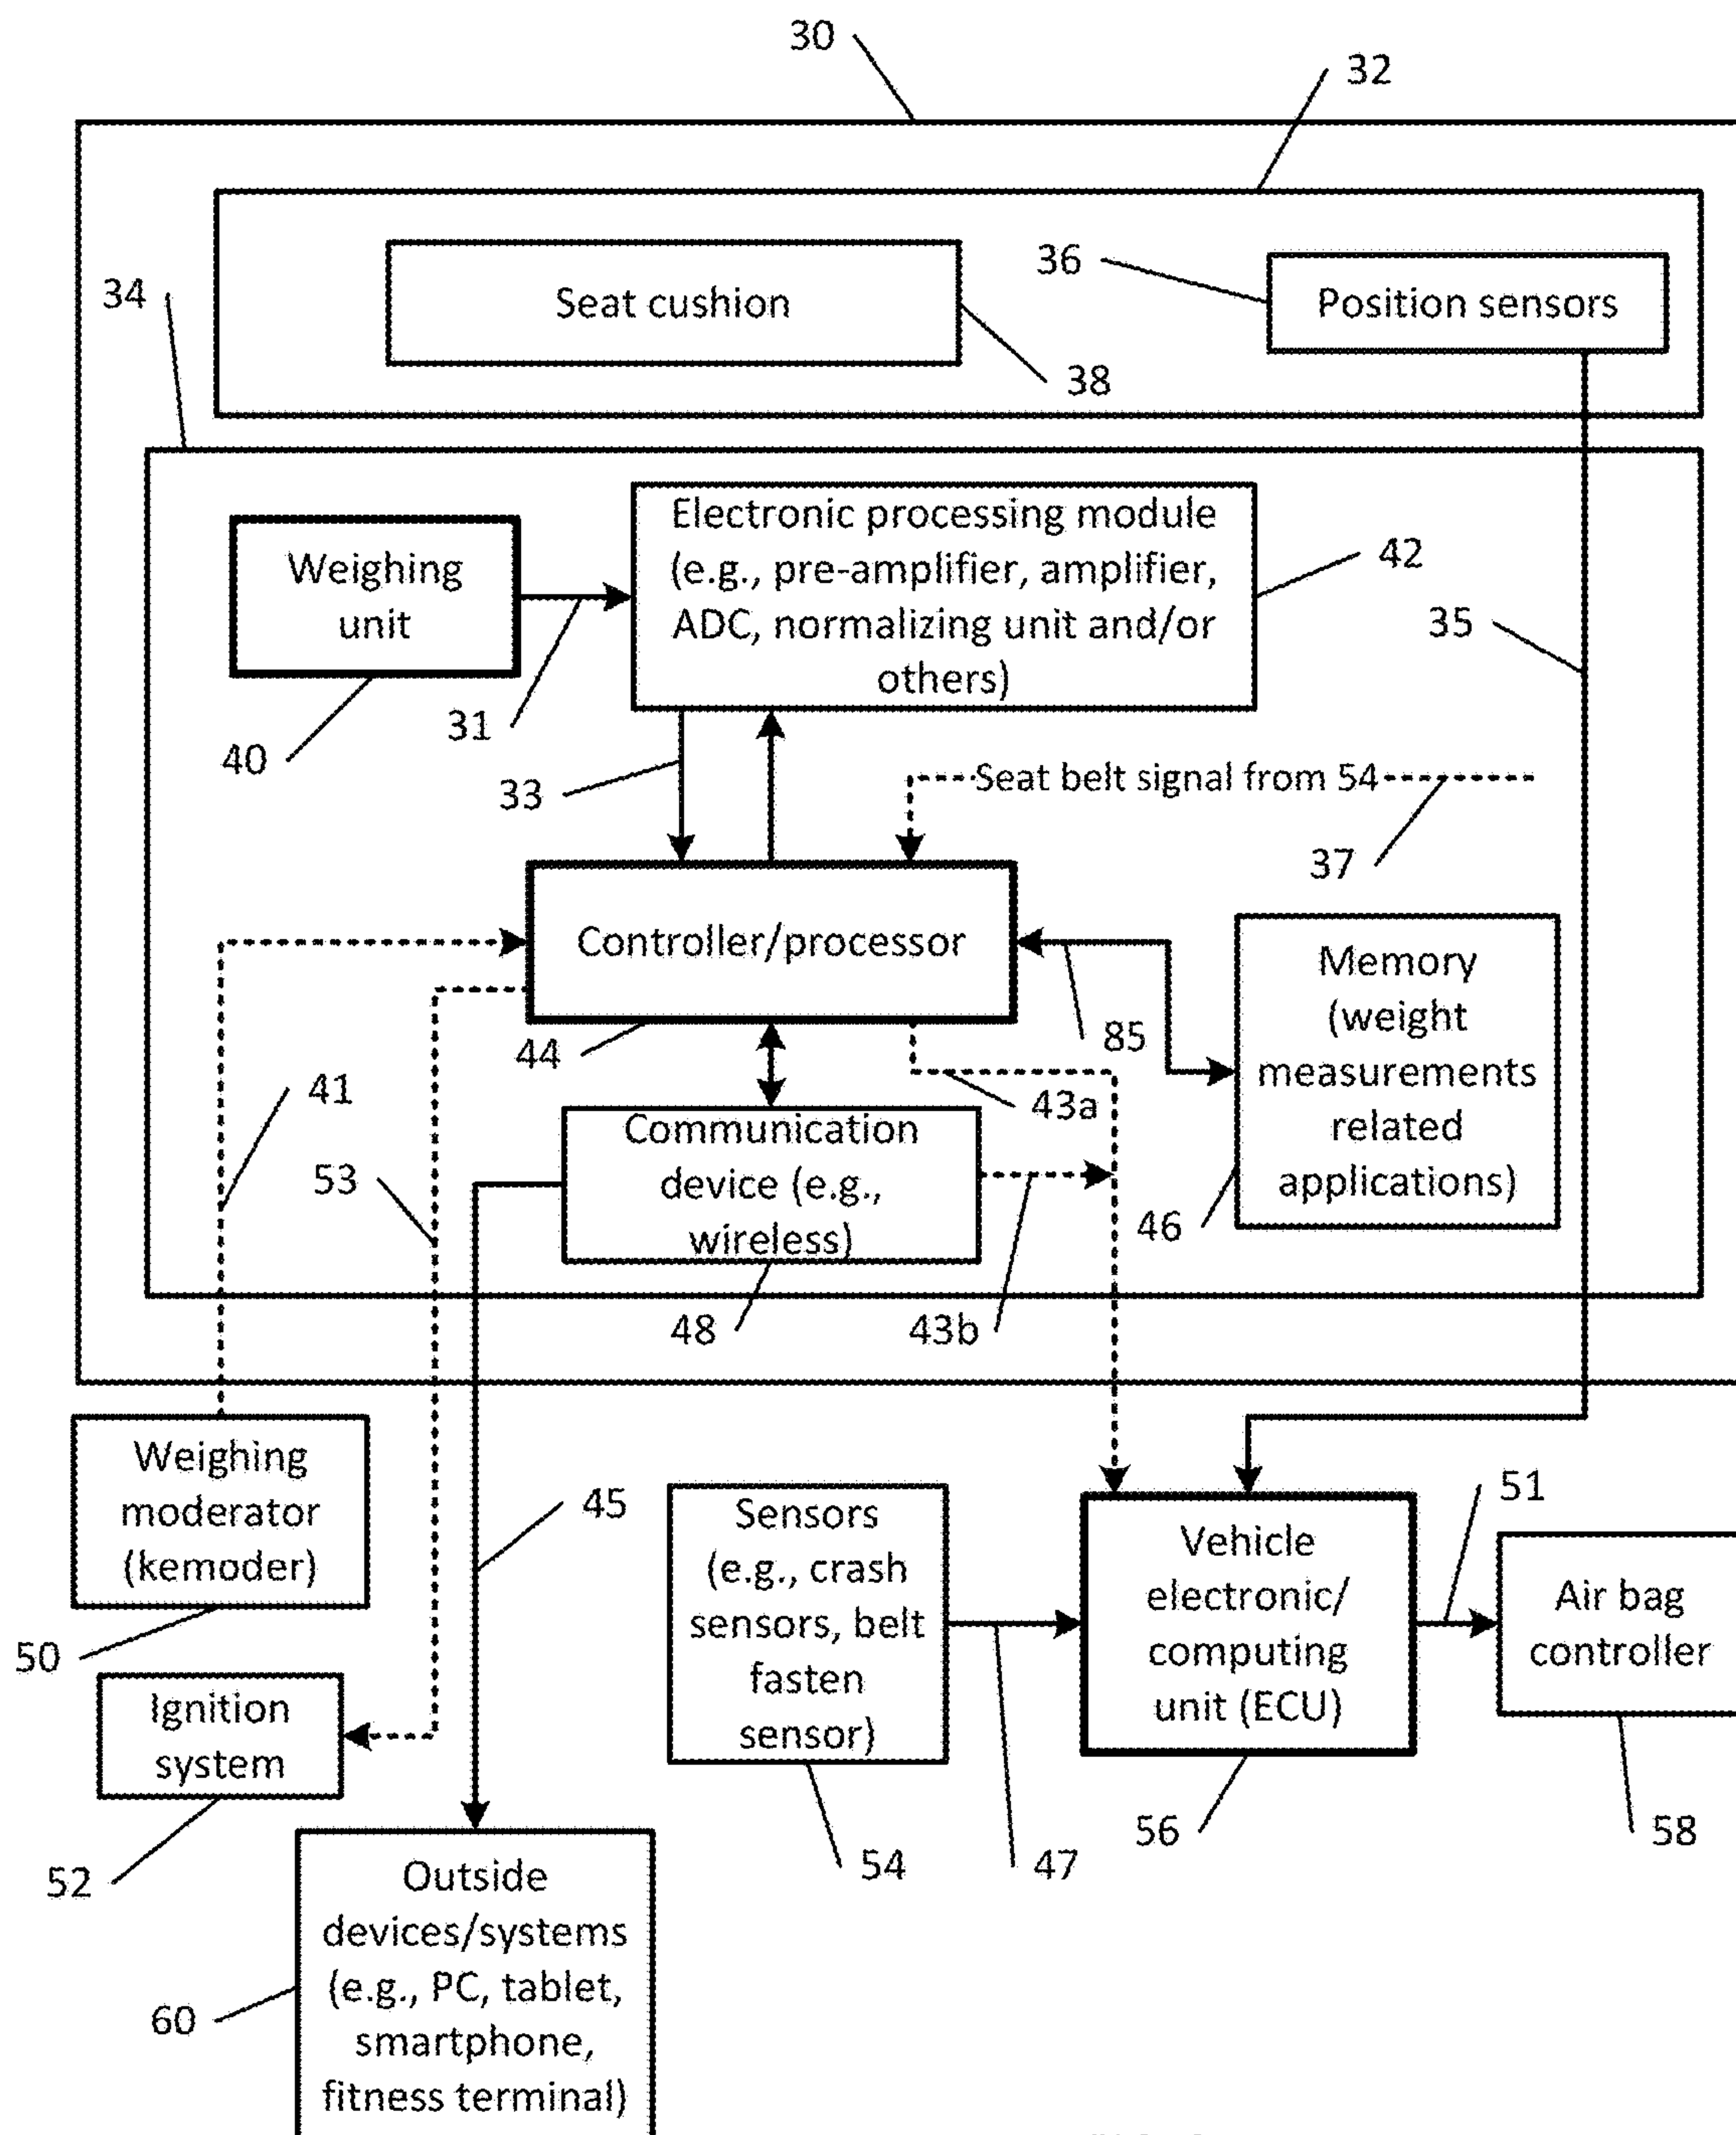 30
32
34
Seat cushion
36
Position sensors
38
Weighing
unit
Electronic processing module
(e.g., pre-amplifier, amplifier,
ADC, normalizing unit and/or
others)
42
35
31
40
33
Seat belt signal from 54
37
Controller/processor
Memory
(weight
measurements
related
applications)
44
85
41
43a
53
Communication
device (e.g.,
wireless)
46
48
43b
Weighing
moderator
(kemoder)
45
Sensors
(e.g., crash
sensors, belt
fasten
sensor)
Vehicle
electronic/
computing
unit (ECU)
51
Air bag
controller
50
Ignition
system
52
54
47
56
58
Outside
devices/systems
(e.g., PC, tablet,
smartphone,
fitness terminal)
60